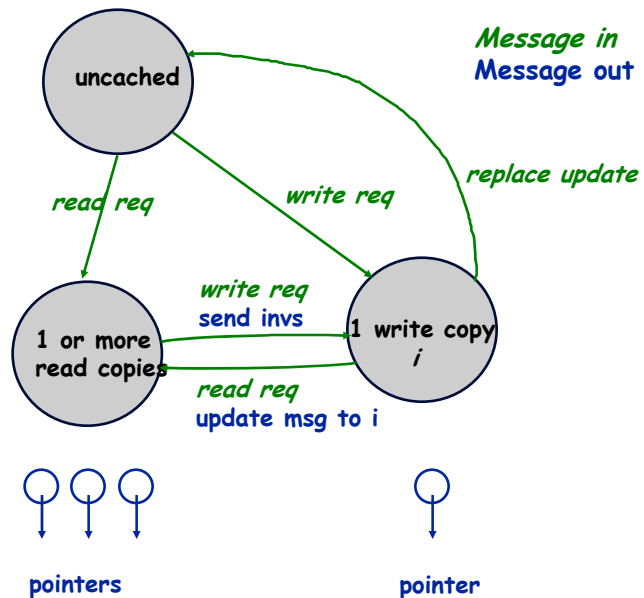 Message in
Message out
uncached
replace update
read req
write req
write req
send invs
1 or more
read copies
1 write copy
i
read req
update msg to i
pointers
pointer